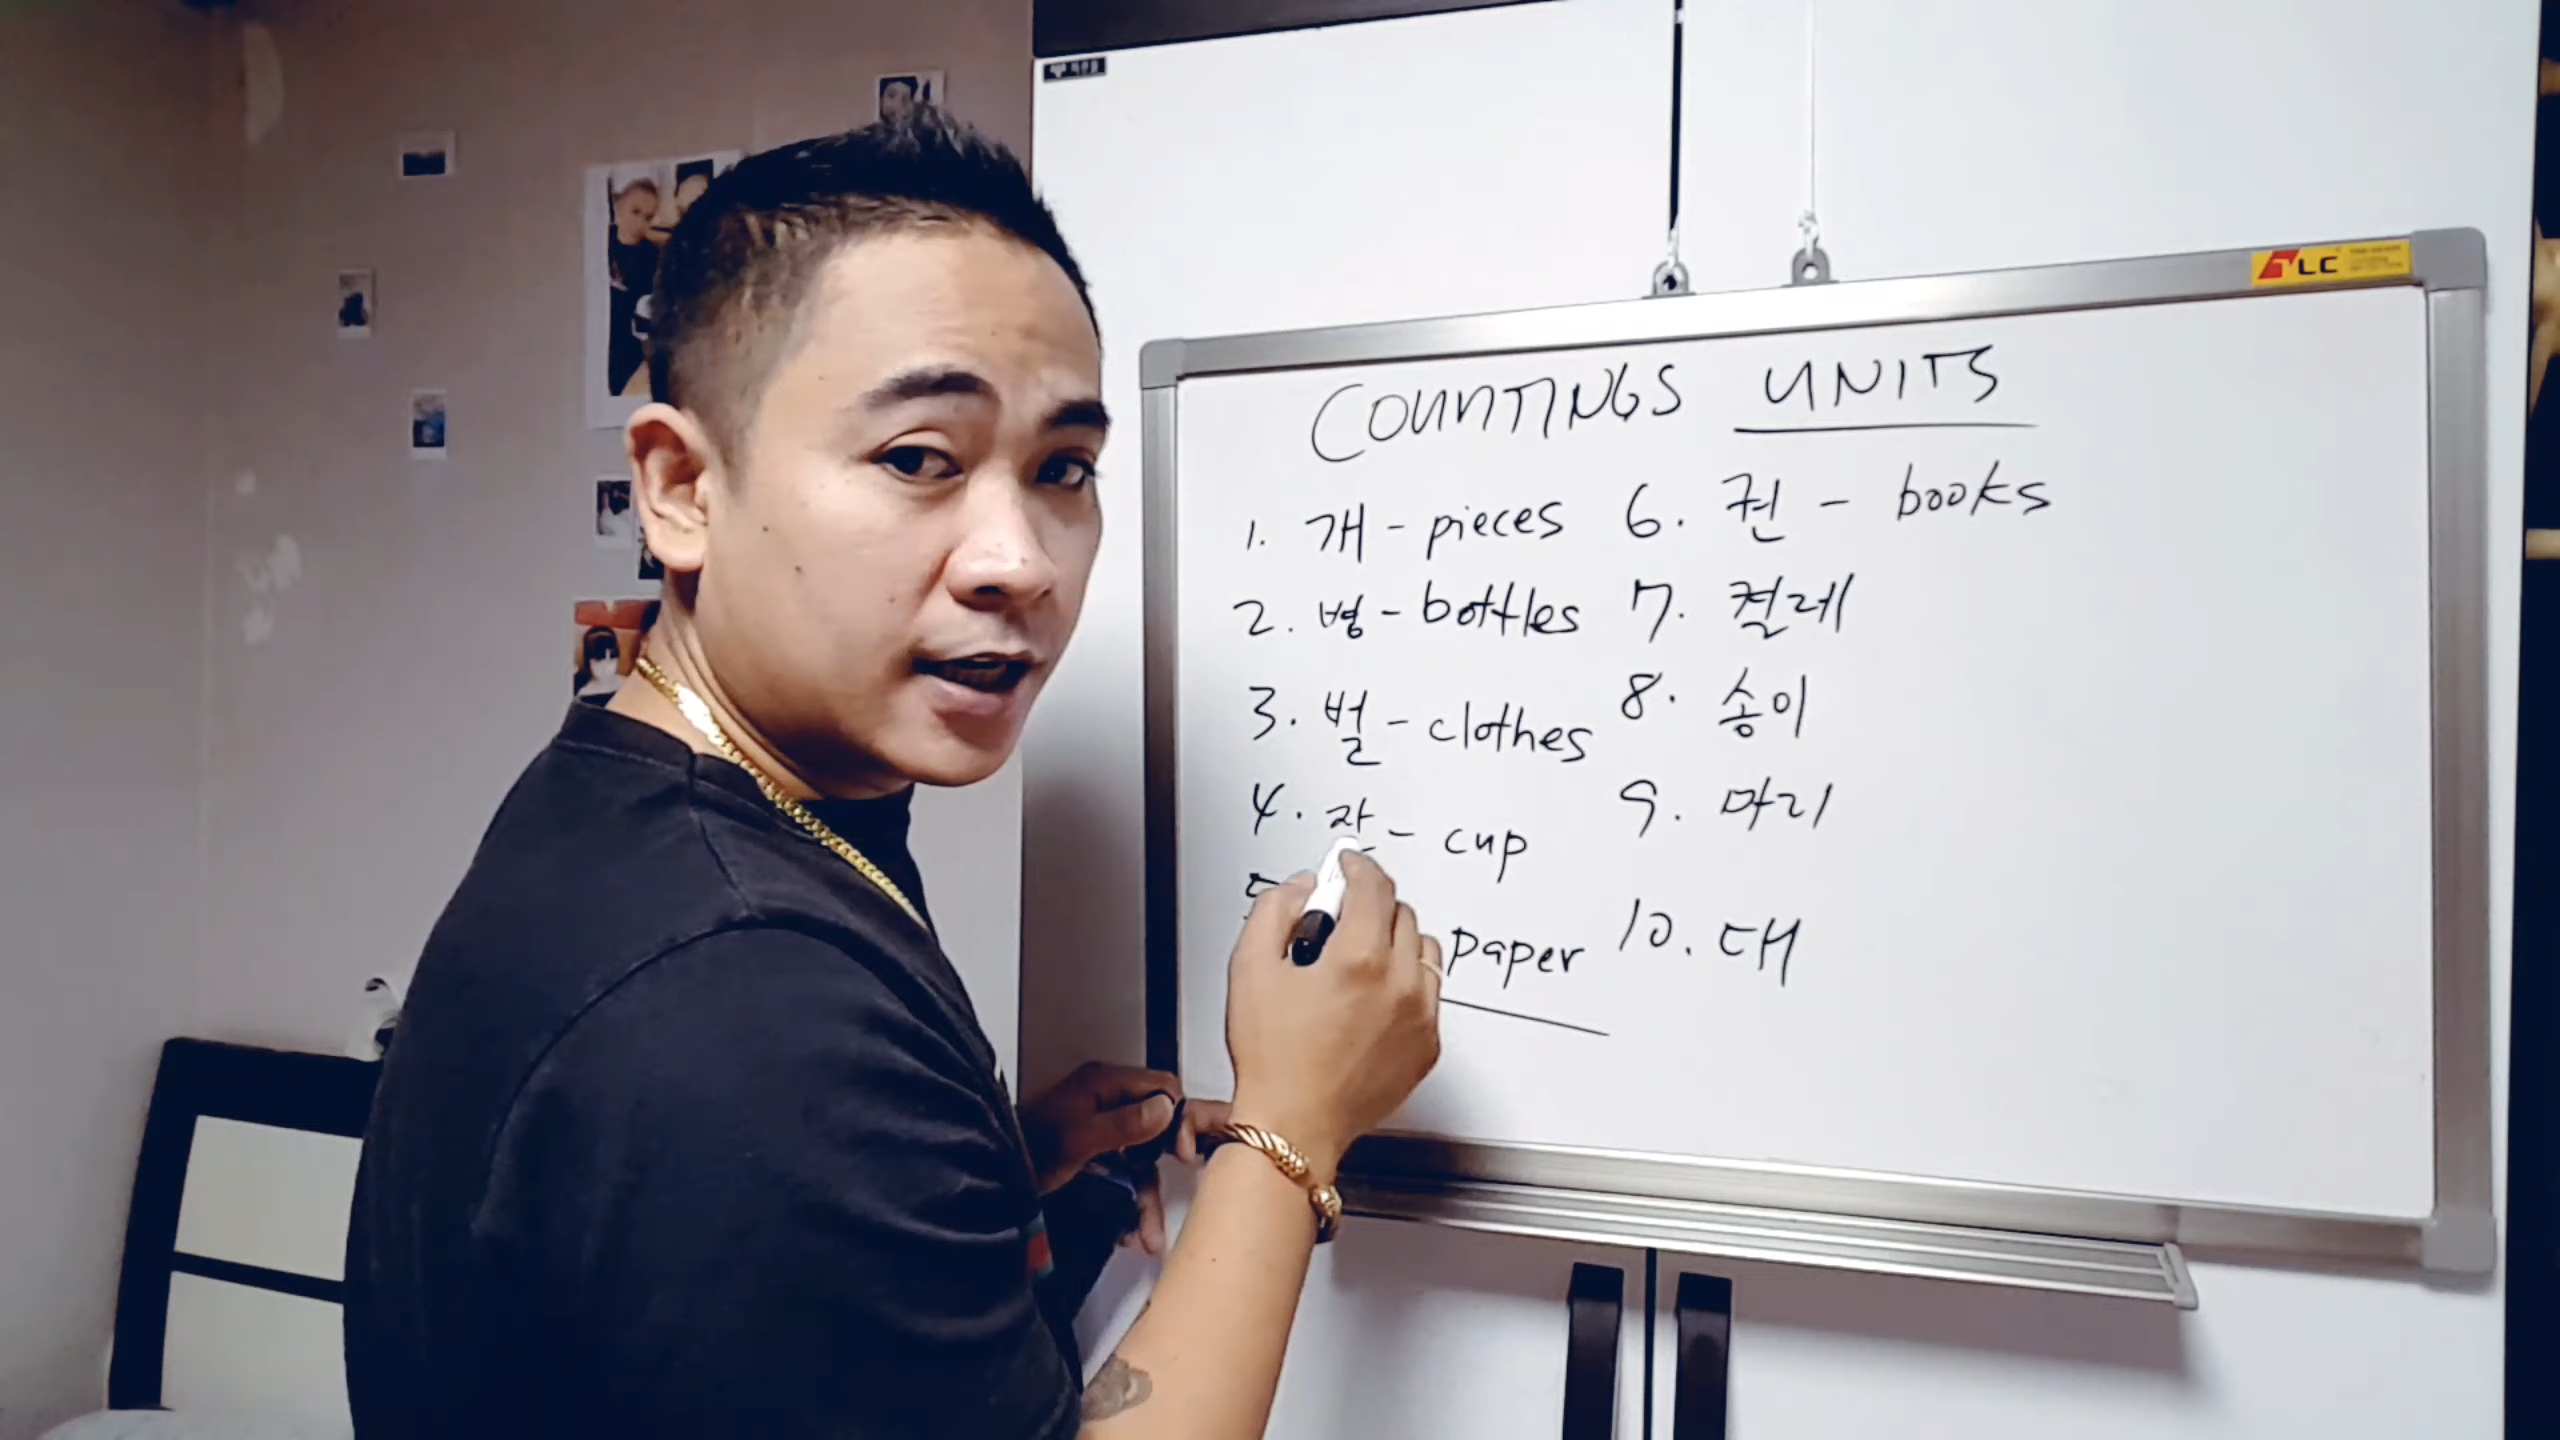 LC
COUNTINGS UNITS
1. 개 - pieces
2. 병 - bottles
3. 벌 - clothes
4. - cup
paper
6. 권 - books
7. 켤레
8. 송이
9. 마리
10. 대